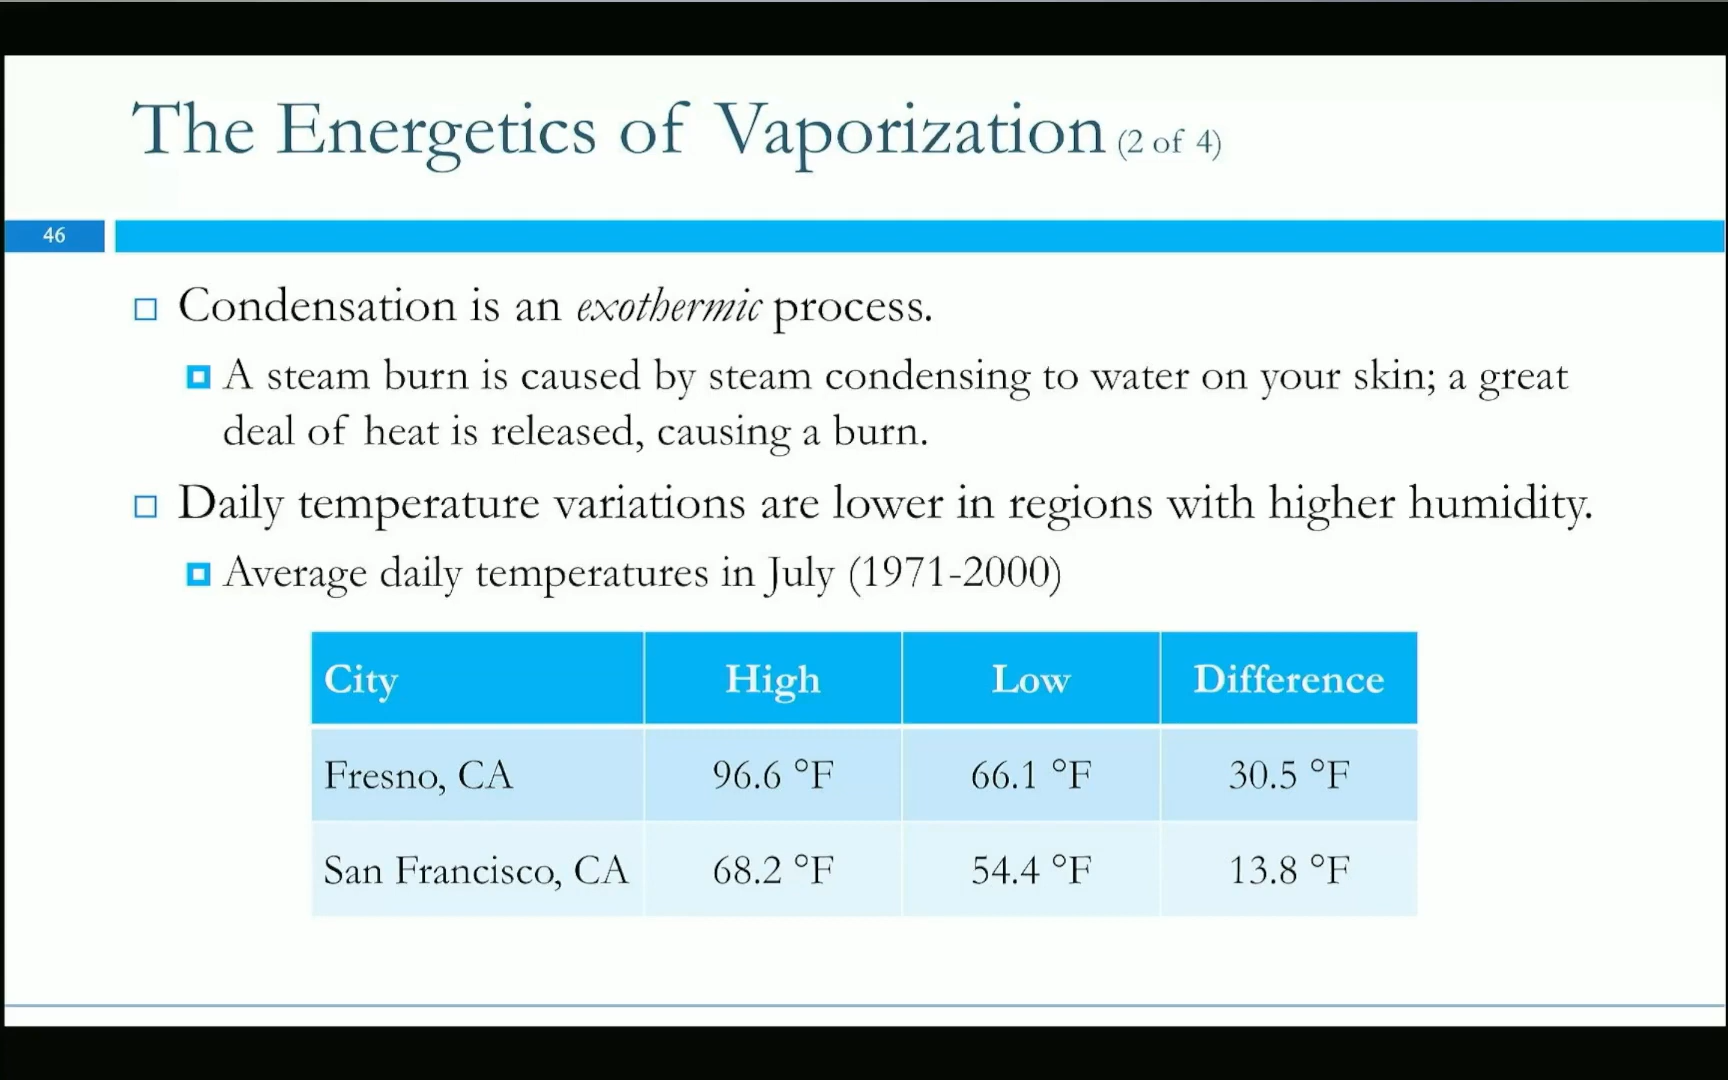 The Energetics of Vaporization (2 of 4)
46
Condensation is an exothermic process.
A steam burn is caused by steam condensing to water on your skin; a great
deal of heat is released, causing a burn.
Daily temperature variations are lower in regions with higher humidity.
Average daily temperatures in July (1971-2000)
City High Low Difference
Fresno, CA 96.6 °F 66.1 °F 30.5 °F
San Francisco, CA 68.2 °F 54.4 °F 13.8 °F